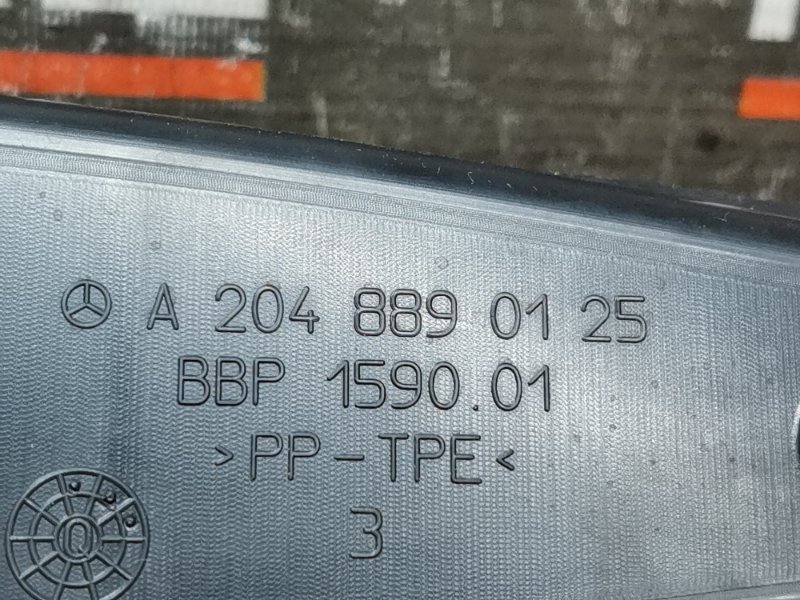 A 204 889 01 25
BBP 1590.01
>PP-TPE<
3
Q